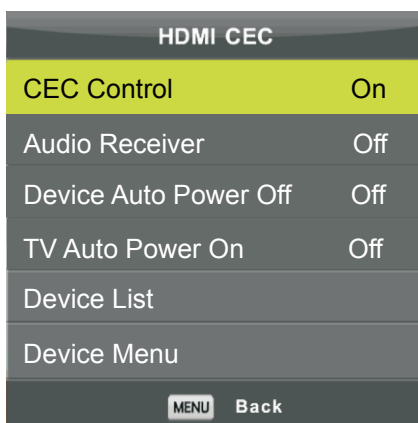 HDMI CEC
CEC Control On
Audio Receiver Off
Device Auto Power Off Off
TV Auto Power On Off
Device List
Device Menu
MENU Back